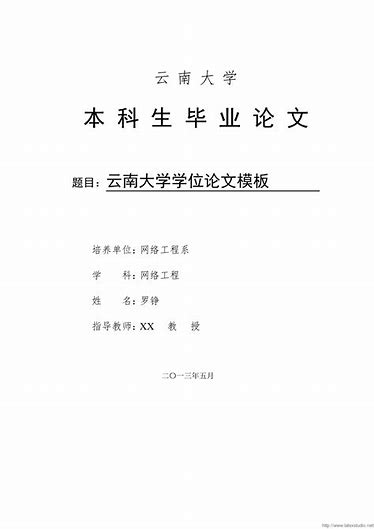 云南大学
本科生毕业论文
题目：云南大学学位论文模板
培养单位：网络工程系
学 科：网络工程
姓 名：罗铮
指导教师：XX 教 授
二〇一三年五月
http://www.latexstudio.net